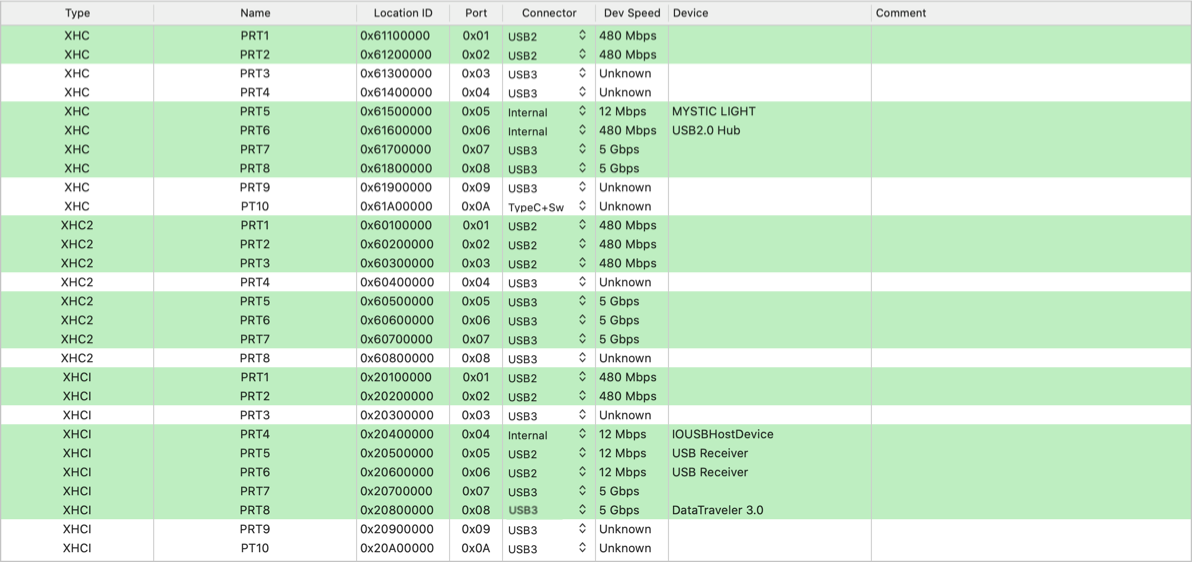 Type Name Location ID Port Connector Dev Speed Device Comment
XHC PRT1 0x61100000 0x01 USB2 480 Mbps
XHC PRT2 0x61200000 0x02 USB2 480 Mbps
XHC PRT3 0x61300000 0x03 USB3 Unknown
XHC PRT4 0x61400000 0x04 USB3 Unknown
XHC PRT5 0x61500000 0x05 Internal 12 Mbps MYSTIC LIGHT
XHC PRT6 0x61600000 0x06 Internal 480 Mbps USB2.0 Hub
XHC PRT7 0x61700000 0x07 USB3 5 Gbps
XHC PRT8 0x61800000 0x08 USB3 5 Gbps
XHC PRT9 0x61900000 0x09 USB3 Unknown
XHC PT10 0x61A00000 0x0A TypeC+Sw Unknown
XHC2 PRT1 0x60100000 0x01 USB2 480 Mbps
XHC2 PRT2 0x60200000 0x02 USB2 480 Mbps
XHC2 PRT3 0x60300000 0x03 USB2 480 Mbps
XHC2 PRT4 0x60400000 0x04 USB3 Unknown
XHC2 PRT5 0x60500000 0x05 USB3 5 Gbps
XHC2 PRT6 0x60600000 0x06 USB3 5 Gbps
XHC2 PRT7 0x60700000 0x07 USB3 5 Gbps
XHC2 PRT8 0x60800000 0x08 USB3 Unknown
XHCI PRT1 0x20100000 0x01 USB2 480 Mbps
XHCI PRT2 0x20200000 0x02 USB2 480 Mbps
XHCI PRT3 0x20300000 0x03 USB3 Unknown
XHCI PRT4 0x20400000 0x04 Internal 12 Mbps IOUSBHostDevice
XHCI PRT5 0x20500000 0x05 USB2 12 Mbps USB Receiver
XHCI PRT6 0x20600000 0x06 USB2 12 Mbps USB Receiver
XHCI PRT7 0x20700000 0x07 USB3 5 Gbps
XHCI PRT8 0x20800000 0x08 USB3 5 Gbps DataTraveler 3.0
XHCI PRT9 0x20900000 0x09 USB3 Unknown
XHCI PT10 0x20A00000 0x0A USB3 Unknown